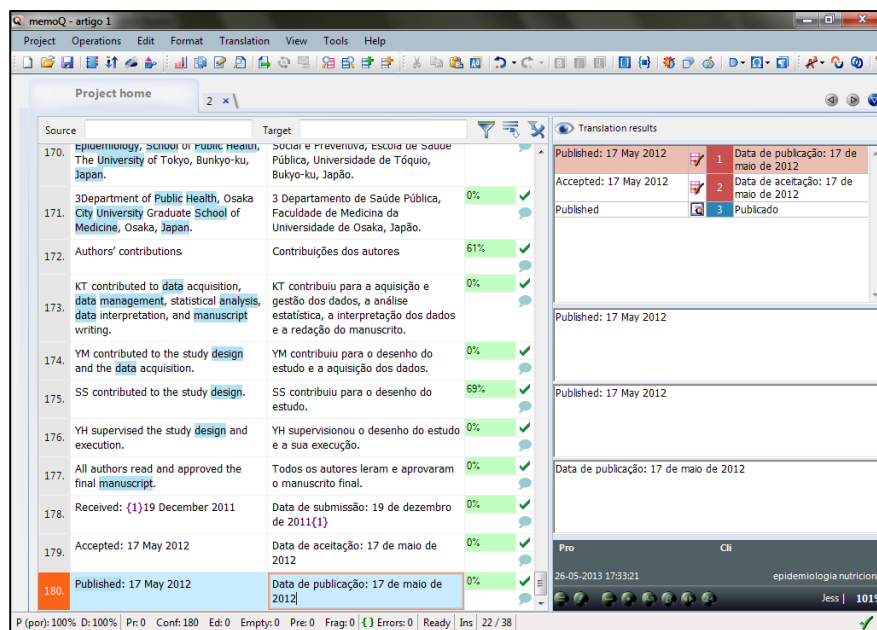 memoQ - artigo 1
Project Operations Edit Format Translation View Tools Help
Project home
2 x
Source Target
Translation results
170.
Epidemiology, School of Public Health,
The University of Tokyo, Bunkyo-ku,
Japan.
Social e Preventiva, Escola de Saúde
Pública, Universidade de Tóquio,
Bukyo-ku, Japão.
171.
3Department of Public Health, Osaka
City University Graduate School of
Medicine, Osaka, Japan.
3 Departamento de Saúde Pública,
Faculdade de Medicina da
Universidade de Osaka, Japão.
0%
172.
Authors' contributions
Contribuições dos autores
61%
173.
KT contributed to data acquisition,
data management, statistical analysis,
data interpretation, and manuscript
writing.
KT contribuiu para a aquisição e
gestão dos dados, a análise
estatística, a interpretação dos dados
e a redação do manuscrito.
0%
174.
YM contributed to the study design
and the data acquisition.
YM contribuiu para o desenho do
estudo e a aquisição dos dados.
0%
175.
SS contributed to the study design.
SS contribuiu para o desenho do
estudo.
69%
176.
YH supervised the study design and
execution.
YH supervisionou o desenho do estudo
e a sua execução.
0%
177.
All authors read and approved the
final manuscript.
Todos os autores leram e aprovaram
o manuscrito final.
0%
178.
Received: {1}19 December 2011
Data de submissão: 19 de dezembro
de 2011{1}
0%
179.
Accepted: 17 May 2012
Data de aceitação: 17 de maio de
2012
0%
180.
Published: 17 May 2012
Data de publicação: 17 de maio de
2012
0%
Published: 17 May 2012
1
Data de publicação: 17 de
maio de 2012
Accepted: 17 May 2012
2
Data de aceitação: 17 de
maio de 2012
Published
3
Publicado
Published: 17 May 2012
Published: 17 May 2012
Data de publicação: 17 de maio de 2012
Pro Cli
26-05-2013 17:33:21 epidemiologia nutricion
Jess | 101%
P (por): 100% D: 100% Pr: 0 Conf: 180 Ed: 0 Empty: 0 Pre: 0 Frag: 0 {} Errors: 0 Ready Ins 22 / 38